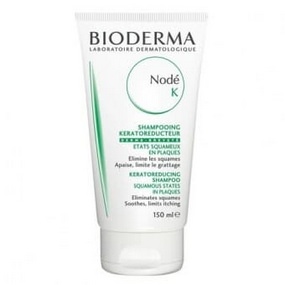 BIODERMA
LABORATOIRE DERMATOLOGIQUE
Nodé
K
SHAMPOOING
KERATOREDUCTEUR
ETATS SQUAMEUX
EN PLAQUES
Elimine les squames
Apaise, limite le grattage
KERATOREDUCING
SHAMPOO
SQUAMOUS STATES
IN PLAQUES
Eliminates squames
Soothes, limits itching
150 ml ℮